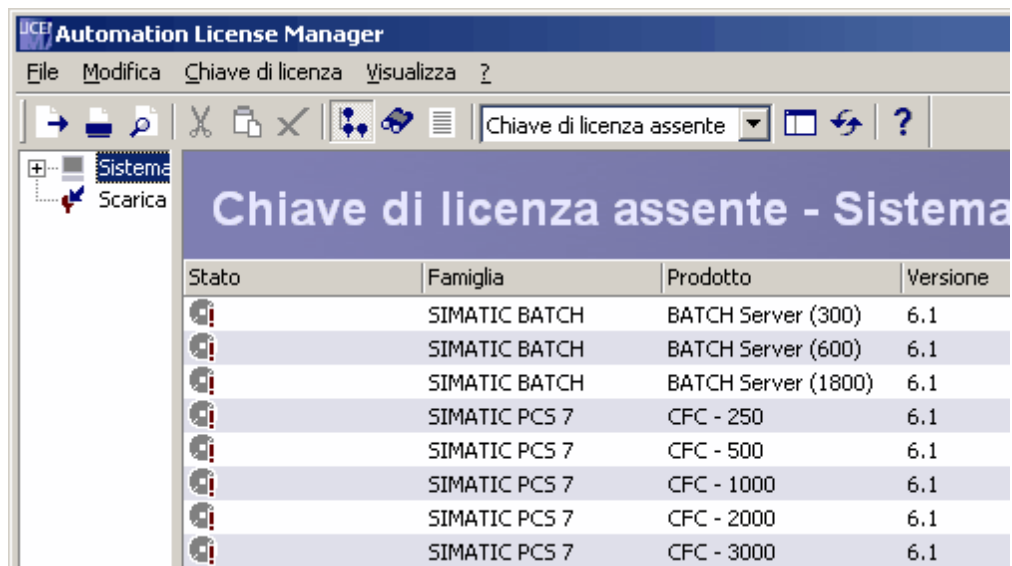 Automation License Manager
File Modifica Chiave di licenza Visualizza ?
Chiave di licenza assente ?
Sistema
Scarica
Chiave di licenza assente - Sistema
Stato Famiglia Prodotto Versione
SIMATIC BATCH BATCH Server (300) 6.1
SIMATIC BATCH BATCH Server (600) 6.1
SIMATIC BATCH BATCH Server (1800) 6.1
SIMATIC PCS 7 CFC - 250 6.1
SIMATIC PCS 7 CFC - 500 6.1
SIMATIC PCS 7 CFC - 1000 6.1
SIMATIC PCS 7 CFC - 2000 6.1
SIMATIC PCS 7 CFC - 3000 6.1